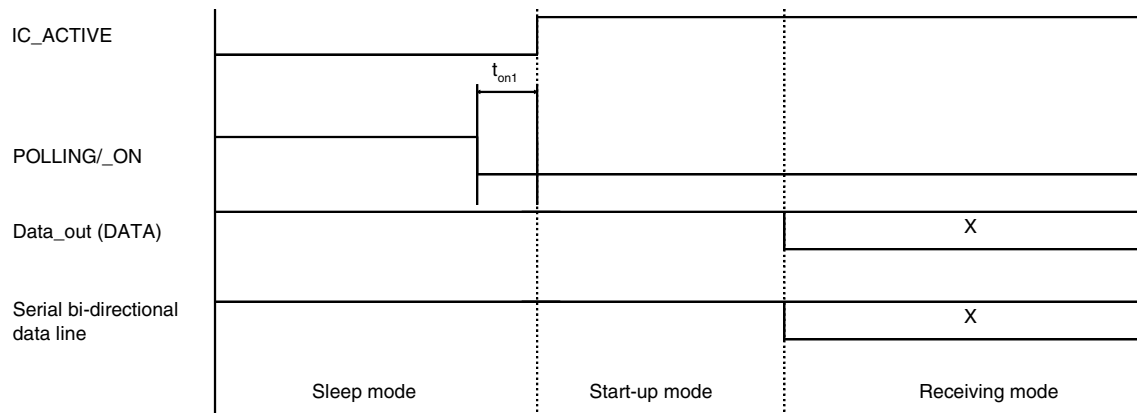 IC_ACTIVE
t_on1
POLLING/_ON
Data_out (DATA)
X
Serial bi-directional
data line
X
Sleep mode
Start-up mode
Receiving mode